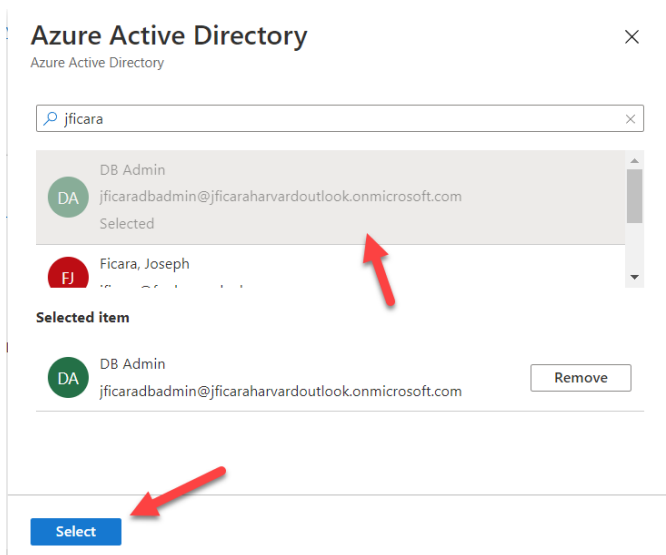 Azure Active Directory
Azure Active Directory
jficara
DA
DB Admin
jficaradbadmin@jficaraharvardoutlook.onmicrosoft.com
Selected
FJ
Ficara, Joseph
Selected item
DA
DB Admin
jficaradbadmin@jficaraharvardoutlook.onmicrosoft.com
Remove
Select